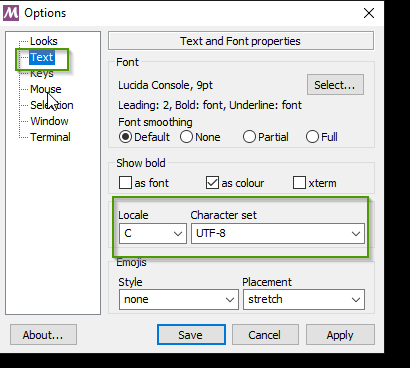 Options
Looks
Text
Keys
Mouse
Selection
Window
Terminal
Text and Font properties
Font
Lucida Console, 9pt
Select...
Leading: 2, Bold: font, Underline: font
Font smoothing
Default None Partial Full
Show bold
as font as colour xterm
Locale Character set
C UTF-8
Emojis
Style Placement
none stretch
About... Save Cancel Apply